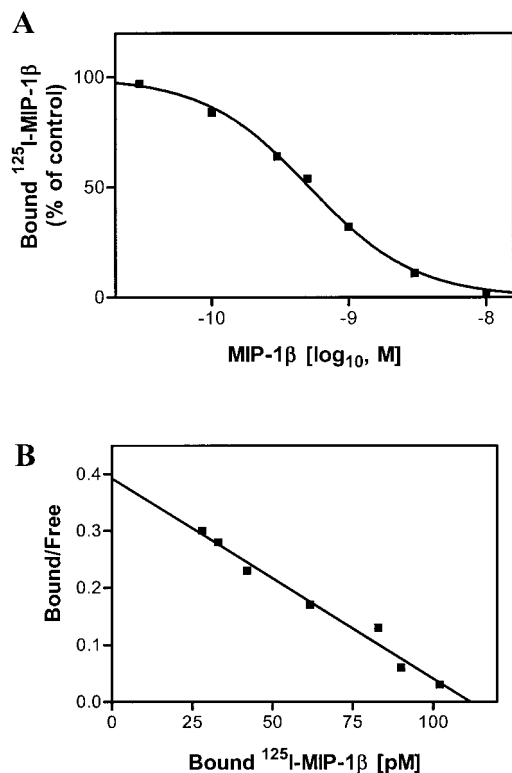 A
Bound ¹²⁵I-MIP-1β
(% of control)
100
50
0
-10
-9
-8
MIP-1β [log₁₀, M]
B
Bound/Free
0.4
0.3
0.2
0.1
0.0
0
25
50
75
100
Bound ¹²⁵I-MIP-1β [pM]